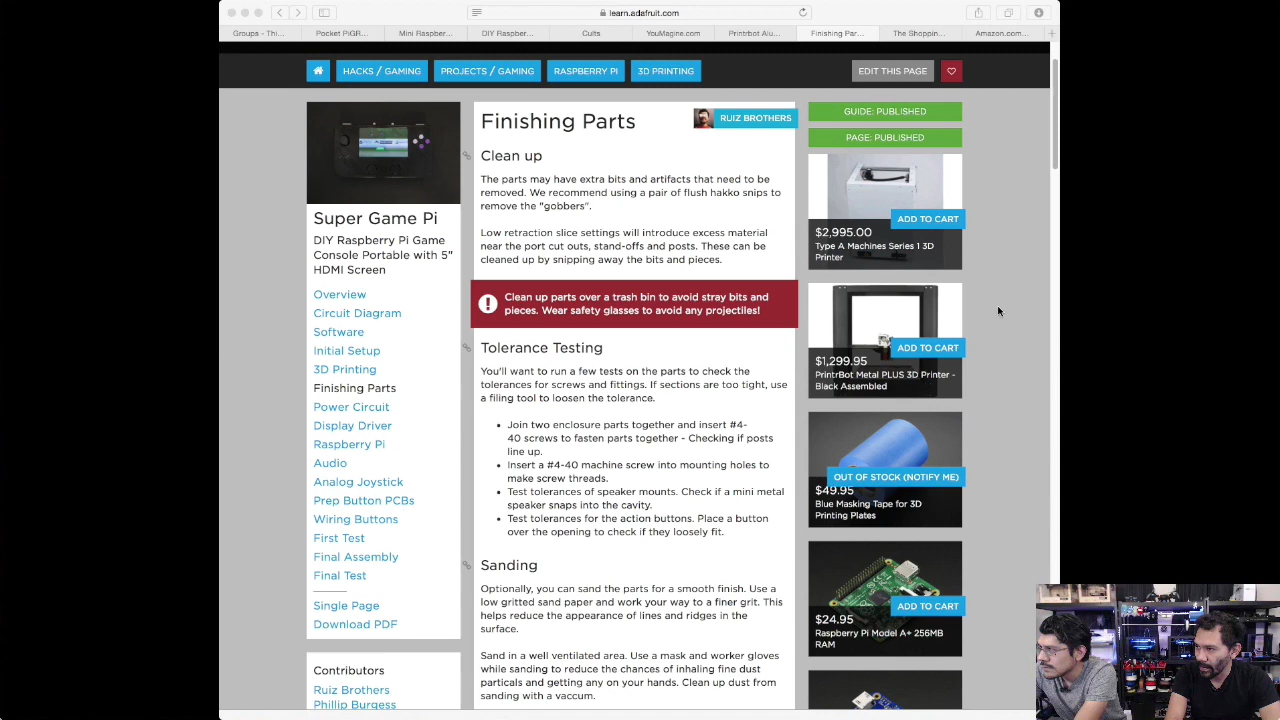 learn.adafruit.com
Groups - Thi...
Pocket PiGR...
Mini Raspber...
DIY Raspber...
Cults
YouMagine.com
Printrbot Alu...
Finishing Par...
The Shoppin...
Amazon.com...
HACKS / GAMING
PROJECTS / GAMING
RASPBERRY PI
3D PRINTING
EDIT THIS PAGE
Super Game Pi
DIY Raspberry Pi Game
Console Portable with 5"
HDMI Screen
Overview
Circuit Diagram
Software
Initial Setup
3D Printing
Finishing Parts
Power Circuit
Display Driver
Raspberry Pi
Audio
Analog Joystick
Prep Button PCBs
Wiring Buttons
First Test
Final Assembly
Final Test
Single Page
Download PDF
Contributors
Ruiz Brothers
Phillip Burgess
Finishing Parts
RUIZ BROTHERS
Clean up
The parts may have extra bits and artifacts that need to be
removed. We recommend using a pair of flush hakko snips to
remove the "gobbers".
Low retraction slice settings will introduce excess material
near the port cut outs, stand-offs and posts. These can be
cleaned up by snipping away the bits and pieces.
Clean up parts over a trash bin to avoid stray bits and
pieces. Wear safety glasses to avoid any projectiles!
Tolerance Testing
You'll want to run a few tests on the parts to check the
tolerances for screws and fittings. If sections are too tight, use
a filing tool to loosen the tolerance.
• Join two enclosure parts together and insert #4-
40 screws to fasten parts together - Checking if posts
line up.
• Insert a #4-40 machine screw into mounting holes to
make screw threads.
• Test tolerances of speaker mounts. Check if a mini metal
speaker snaps into the cavity.
• Test tolerances for the action buttons. Place a button
over the opening to check if they loosely fit.
Sanding
Optionally, you can sand the parts for a smooth finish. Use a
low gritted sand paper and work your way to a finer grit. This
helps reduce the appearance of lines and ridges in the
surface.
Sand in a well ventilated area. Use a mask and worker gloves
while sanding to reduce the chances of inhaling fine dust
particals and getting any on your hands. Clean up dust from
sanding with a vaccum.
GUIDE: PUBLISHED
PAGE: PUBLISHED
ADD TO CART
$2,995.00
Type A Machines Series 1 3D
Printer
ADD TO CART
$1,299.95
PrintrBot Metal PLUS 3D Printer -
Black Assembled
OUT OF STOCK (NOTIFY ME)
$49.95
Blue Masking Tape for 3D
Printing Plates
ADD TO CART
$24.95
Raspberry Pi Model A+ 256MB
RAM